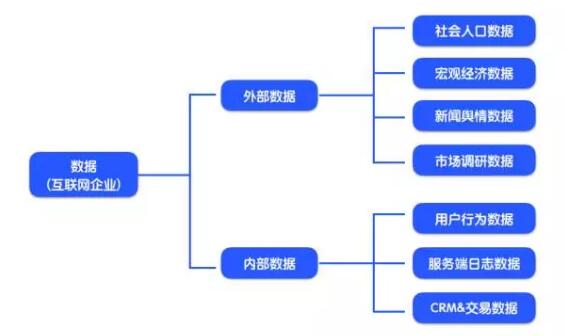 社会人口数据
宏观经济数据
外部数据
新闻舆情数据
市场调研数据
数据
(互联网企业)
用户行为数据
内部数据
服务端日志数据
CRM&交易数据